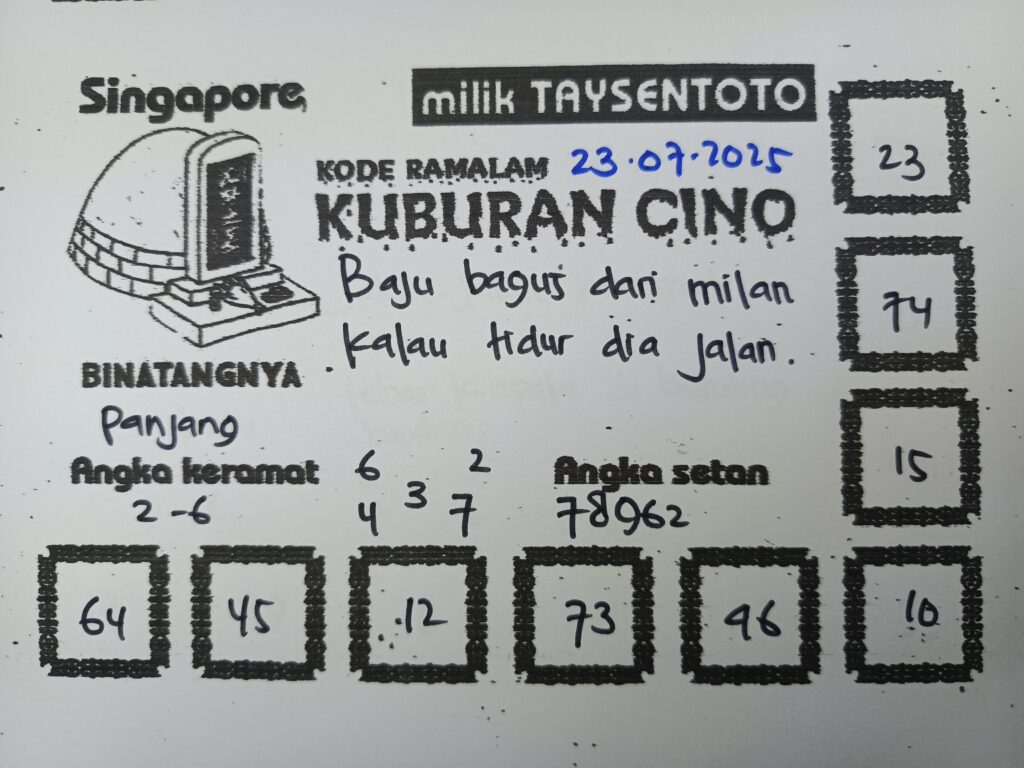 Singapore
milik TAYSENTOTO
KODE RAMALAM 23.07.2025
KUBURAN CINO
Baju bagus dari milan
kalau tidur dia jalan.
BINATANGNYA
Panjang
Angka keramat
2-6
6 2
3
4 7
Angka setan
78962
23
74
15
64 45 12 73 46 10